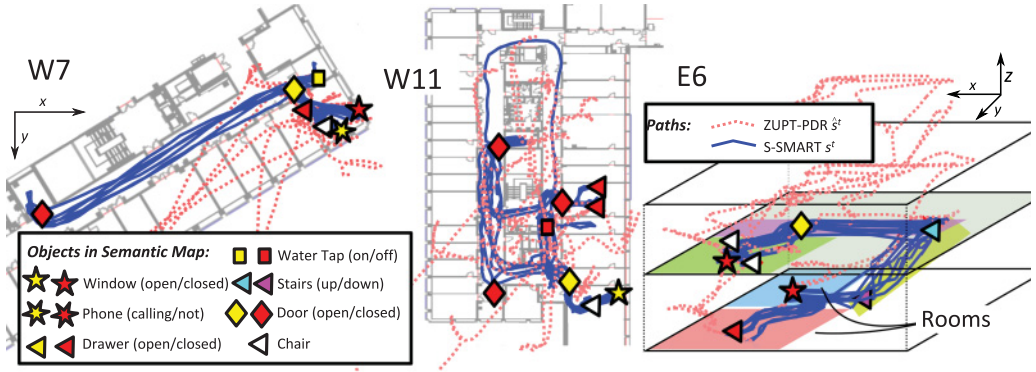 W7
x
y
W11
E6
z
x
y
Paths:
ZUPT-PDR ŝᵗ
S-SMART sᵗ
Objects in Semantic Map:
Water Tap (on/off)
Window (open/closed)
Stairs (up/down)
Phone (calling/not)
Door (open/closed)
Drawer (open/closed)
Chair
Rooms